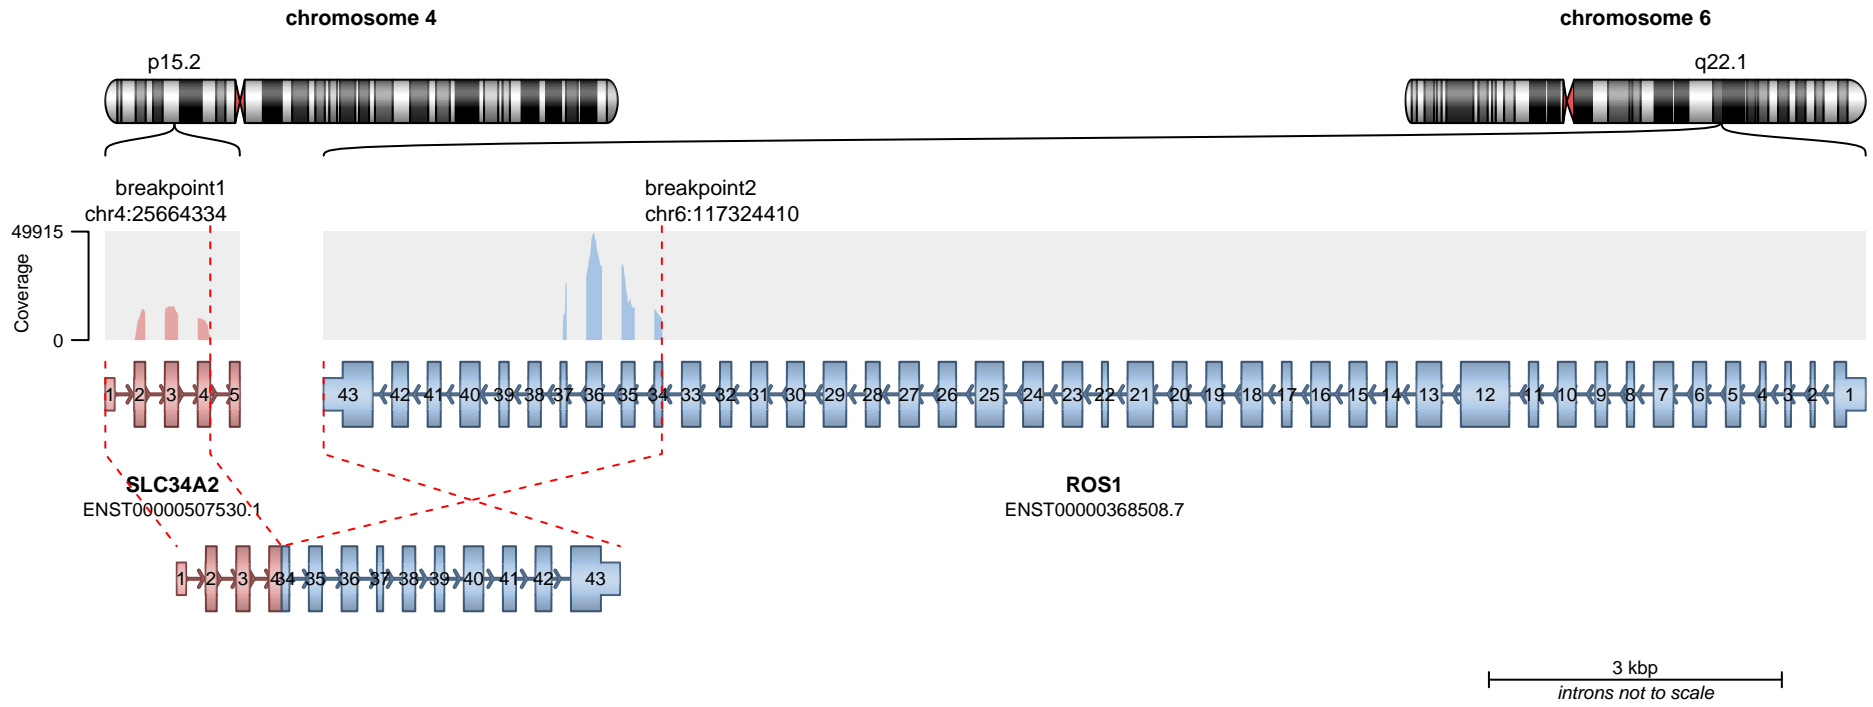 chromosome 4
chromosome 6
p15.2
q22.1
breakpoint1
chr4:25664334
breakpoint2
chr6:117324410
49915
Coverage
0
1 2 3 4 5
43 42 41 40 39 38 37 36 35 34 33 32 31 30 29 28 27 26 25 24 23 22 21 20 19 18 17 16 15 14 13 12 11 10 9 8 7 6 5 4 3 2 1
SLC34A2
ENST00000507530.1
ROS1
ENST00000368508.7
1 2 3 4 34 35 36 37 38 39 40 41 42 43
3 kbp
introns not to scale